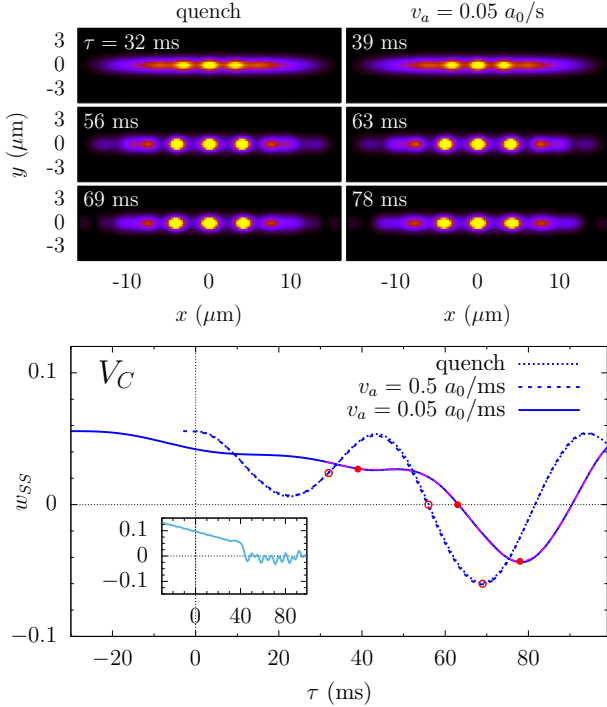 quench
v_a = 0.05 a_0/s
y (μm)
3
0
-3
τ = 32 ms
39 ms
3
0
-3
56 ms
63 ms
3
0
-3
69 ms
78 ms
-10 0 10
-10 0 10
x (μm)
x (μm)
0.1
V_C
quench
v_a = 0.5 a_0/ms
v_a = 0.05 a_0/ms
w_SS
0
0.1
0
−0.1
0 40 80
−0.1
−20 0 20 40 60 80
τ (ms)